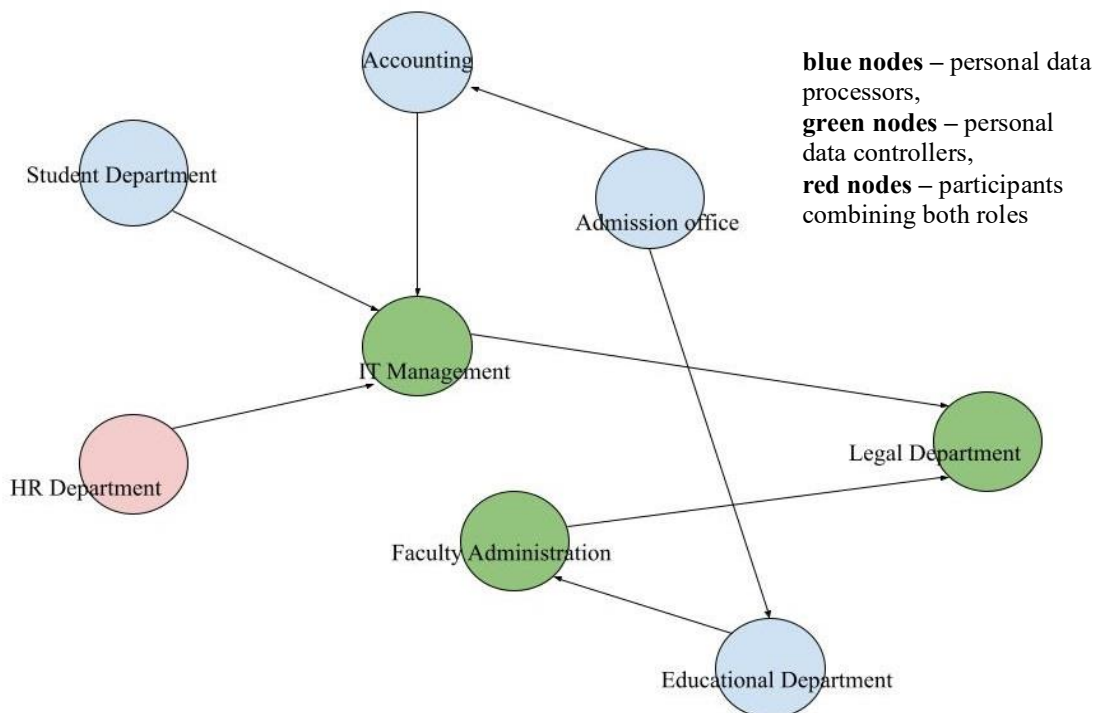 Accounting
blue nodes – personal data
processors,
green nodes – personal
data controllers,
red nodes – participants
combining both roles
Student Department
Admission office
IT Management
Legal Department
HR Department
Faculty Administration
Educational Department